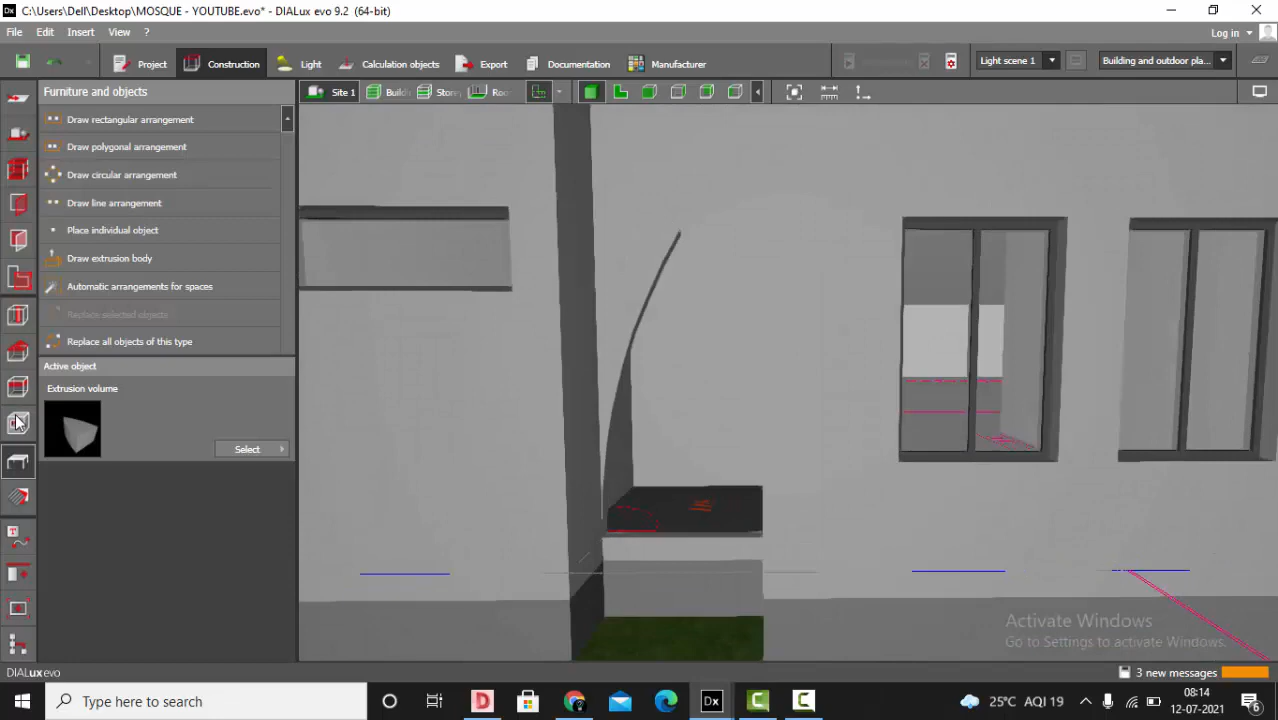 C:\Users\Dell\Desktop\MOSQUE - YOUTUBE.evo* - DIALux evo 9.2 (64-bit)
File Edit Insert View ? Log in
Project Construction Light Calculation objects Export Documentation Manufacturer Light scene 1 Building and outdoor pla...
Furniture and objects Site 1 Buildi Store Roo
Draw rectangular arrangement
Draw polygonal arrangement
Draw circular arrangement
Draw line arrangement
Place individual object
Draw extrusion body
Automatic arrangements for spaces
Replace selected objects
Replace all objects of this type
Active object
Extrusion volume
Select
Activate Windows
Go to Settings to activate Windows.
DIALux evo 3 new messages
Type here to search
25°C AQI 19
08:14
12-07-2021
6